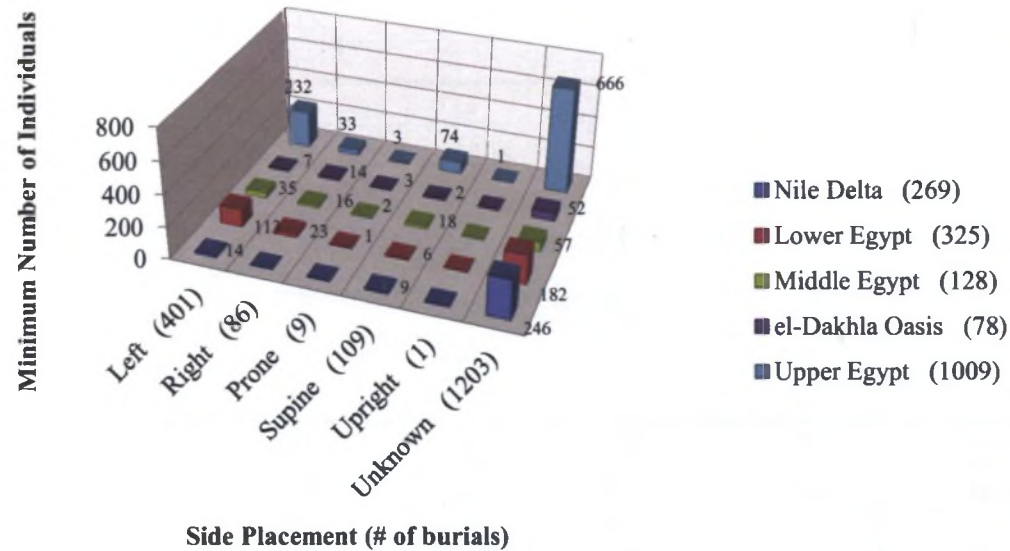 Minimum Number of Individuals
800
600
400
200
0
232
33
3
74
1
666
7
14
3
2
52
35
16
2
18
57
112
23
1
6
182
14
9
246
Left (401)
Right (86)
Prone (9)
Supine (109)
Upright (1)
Unknown (1203)
Side Placement (# of burials)
Nile Delta (269)
Lower Egypt (325)
Middle Egypt (128)
el-Dakhla Oasis (78)
Upper Egypt (1009)